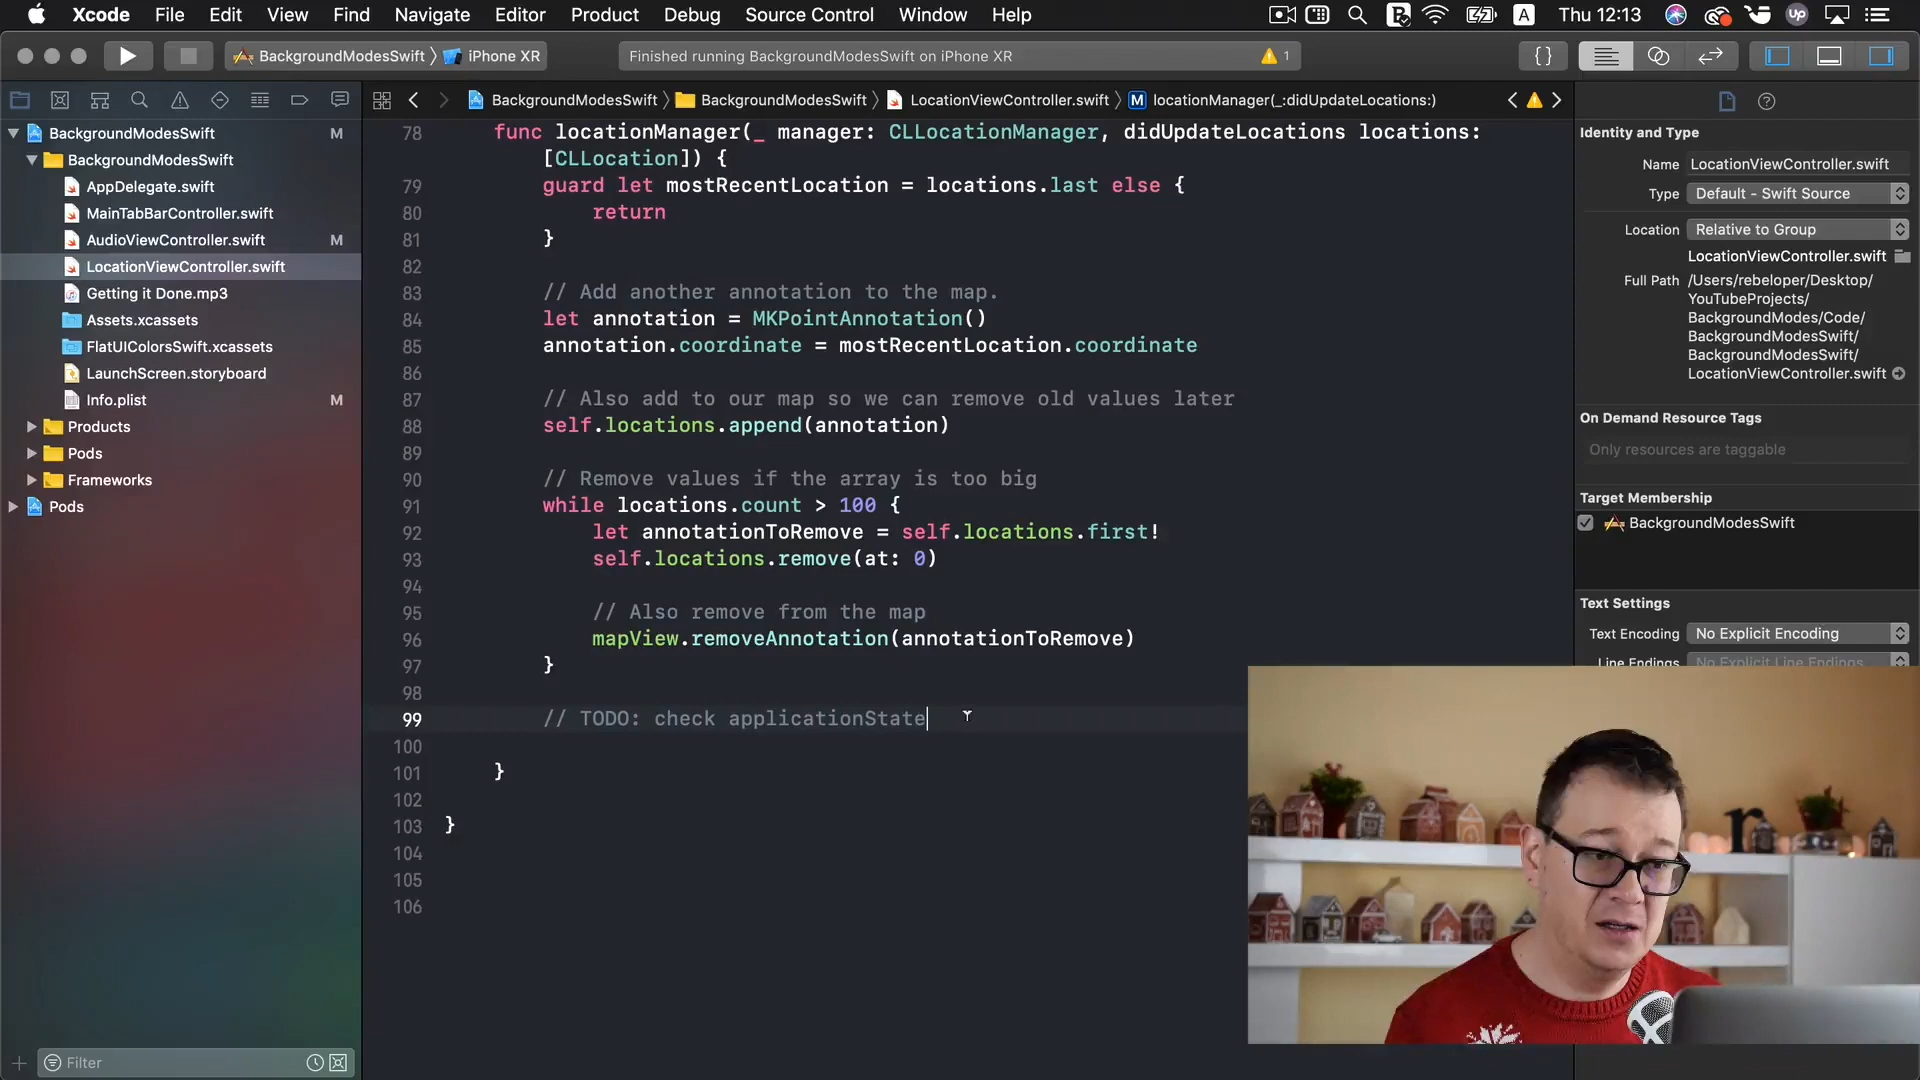 Xcode File Edit View Find Navigate Editor Product Debug Source Control Window Help A Thu 12:13 Up
BackgroundModesSwift iPhone XR Finished running BackgroundModesSwift on iPhone XR 1 {}
BackgroundModesSwift BackgroundModesSwift LocationViewController.swift M locationManager(_:didUpdateLocations:)
BackgroundModesSwift M
BackgroundModesSwift
AppDelegate.swift
MainTabBarController.swift
AudioViewController.swift M
LocationViewController.swift
Getting it Done.mp3
Assets.xcassets
FlatUIColorsSwift.xcassets
LaunchScreen.storyboard
Info.plist M
Products
Pods
Frameworks
Pods
Filter
78 func locationManager(_ manager: CLLocationManager, didUpdateLocations locations:
[CLLocation]) {
79 guard let mostRecentLocation = locations.last else {
80 return
81 }
82
83 // Add another annotation to the map.
84 let annotation = MKPointAnnotation()
85 annotation.coordinate = mostRecentLocation.coordinate
86
87 // Also add to our map so we can remove old values later
88 self.locations.append(annotation)
89
90 // Remove values if the array is too big
91 while locations.count > 100 {
92 let annotationToRemove = self.locations.first!
93 self.locations.remove(at: 0)
94
95 // Also remove from the map
96 mapView.removeAnnotation(annotationToRemove)
97 }
98
99 // TODO: check applicationState
100
101 }
102
103 }
104
105
106
Identity and Type
Name LocationViewController.swift
Type Default - Swift Source
Location Relative to Group
LocationViewController.swift
Full Path /Users/rebeloper/Desktop/
YouTubeProjects/
BackgroundModes/Code/
BackgroundModesSwift/
BackgroundModesSwift/
LocationViewController.swift
On Demand Resource Tags
Only resources are taggable
Target Membership
BackgroundModesSwift
Text Settings
Text Encoding No Explicit Encoding
Line Endings No Explicit Line Endings
r